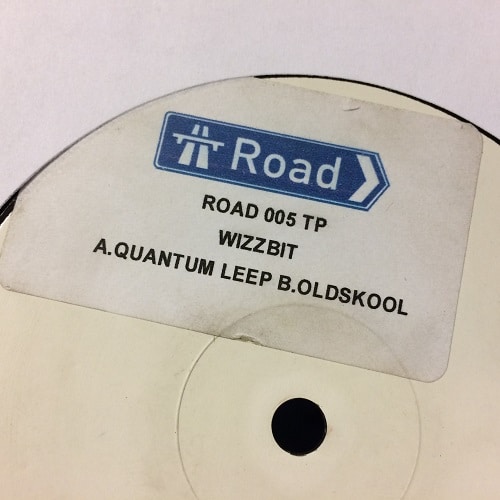 Road
ROAD 005 TP
WIZZBIT
A.QUANTUM LEEP B.OLDSKOOL